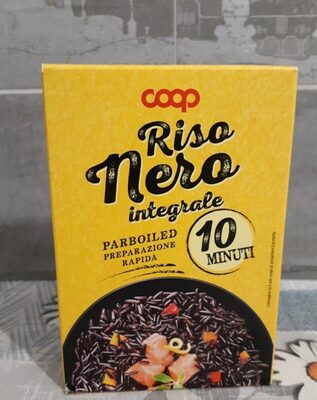 coop
Riso
Nero
integrale
PARBOILED
PREPARAZIONE
RAPIDA
10
MINUTI